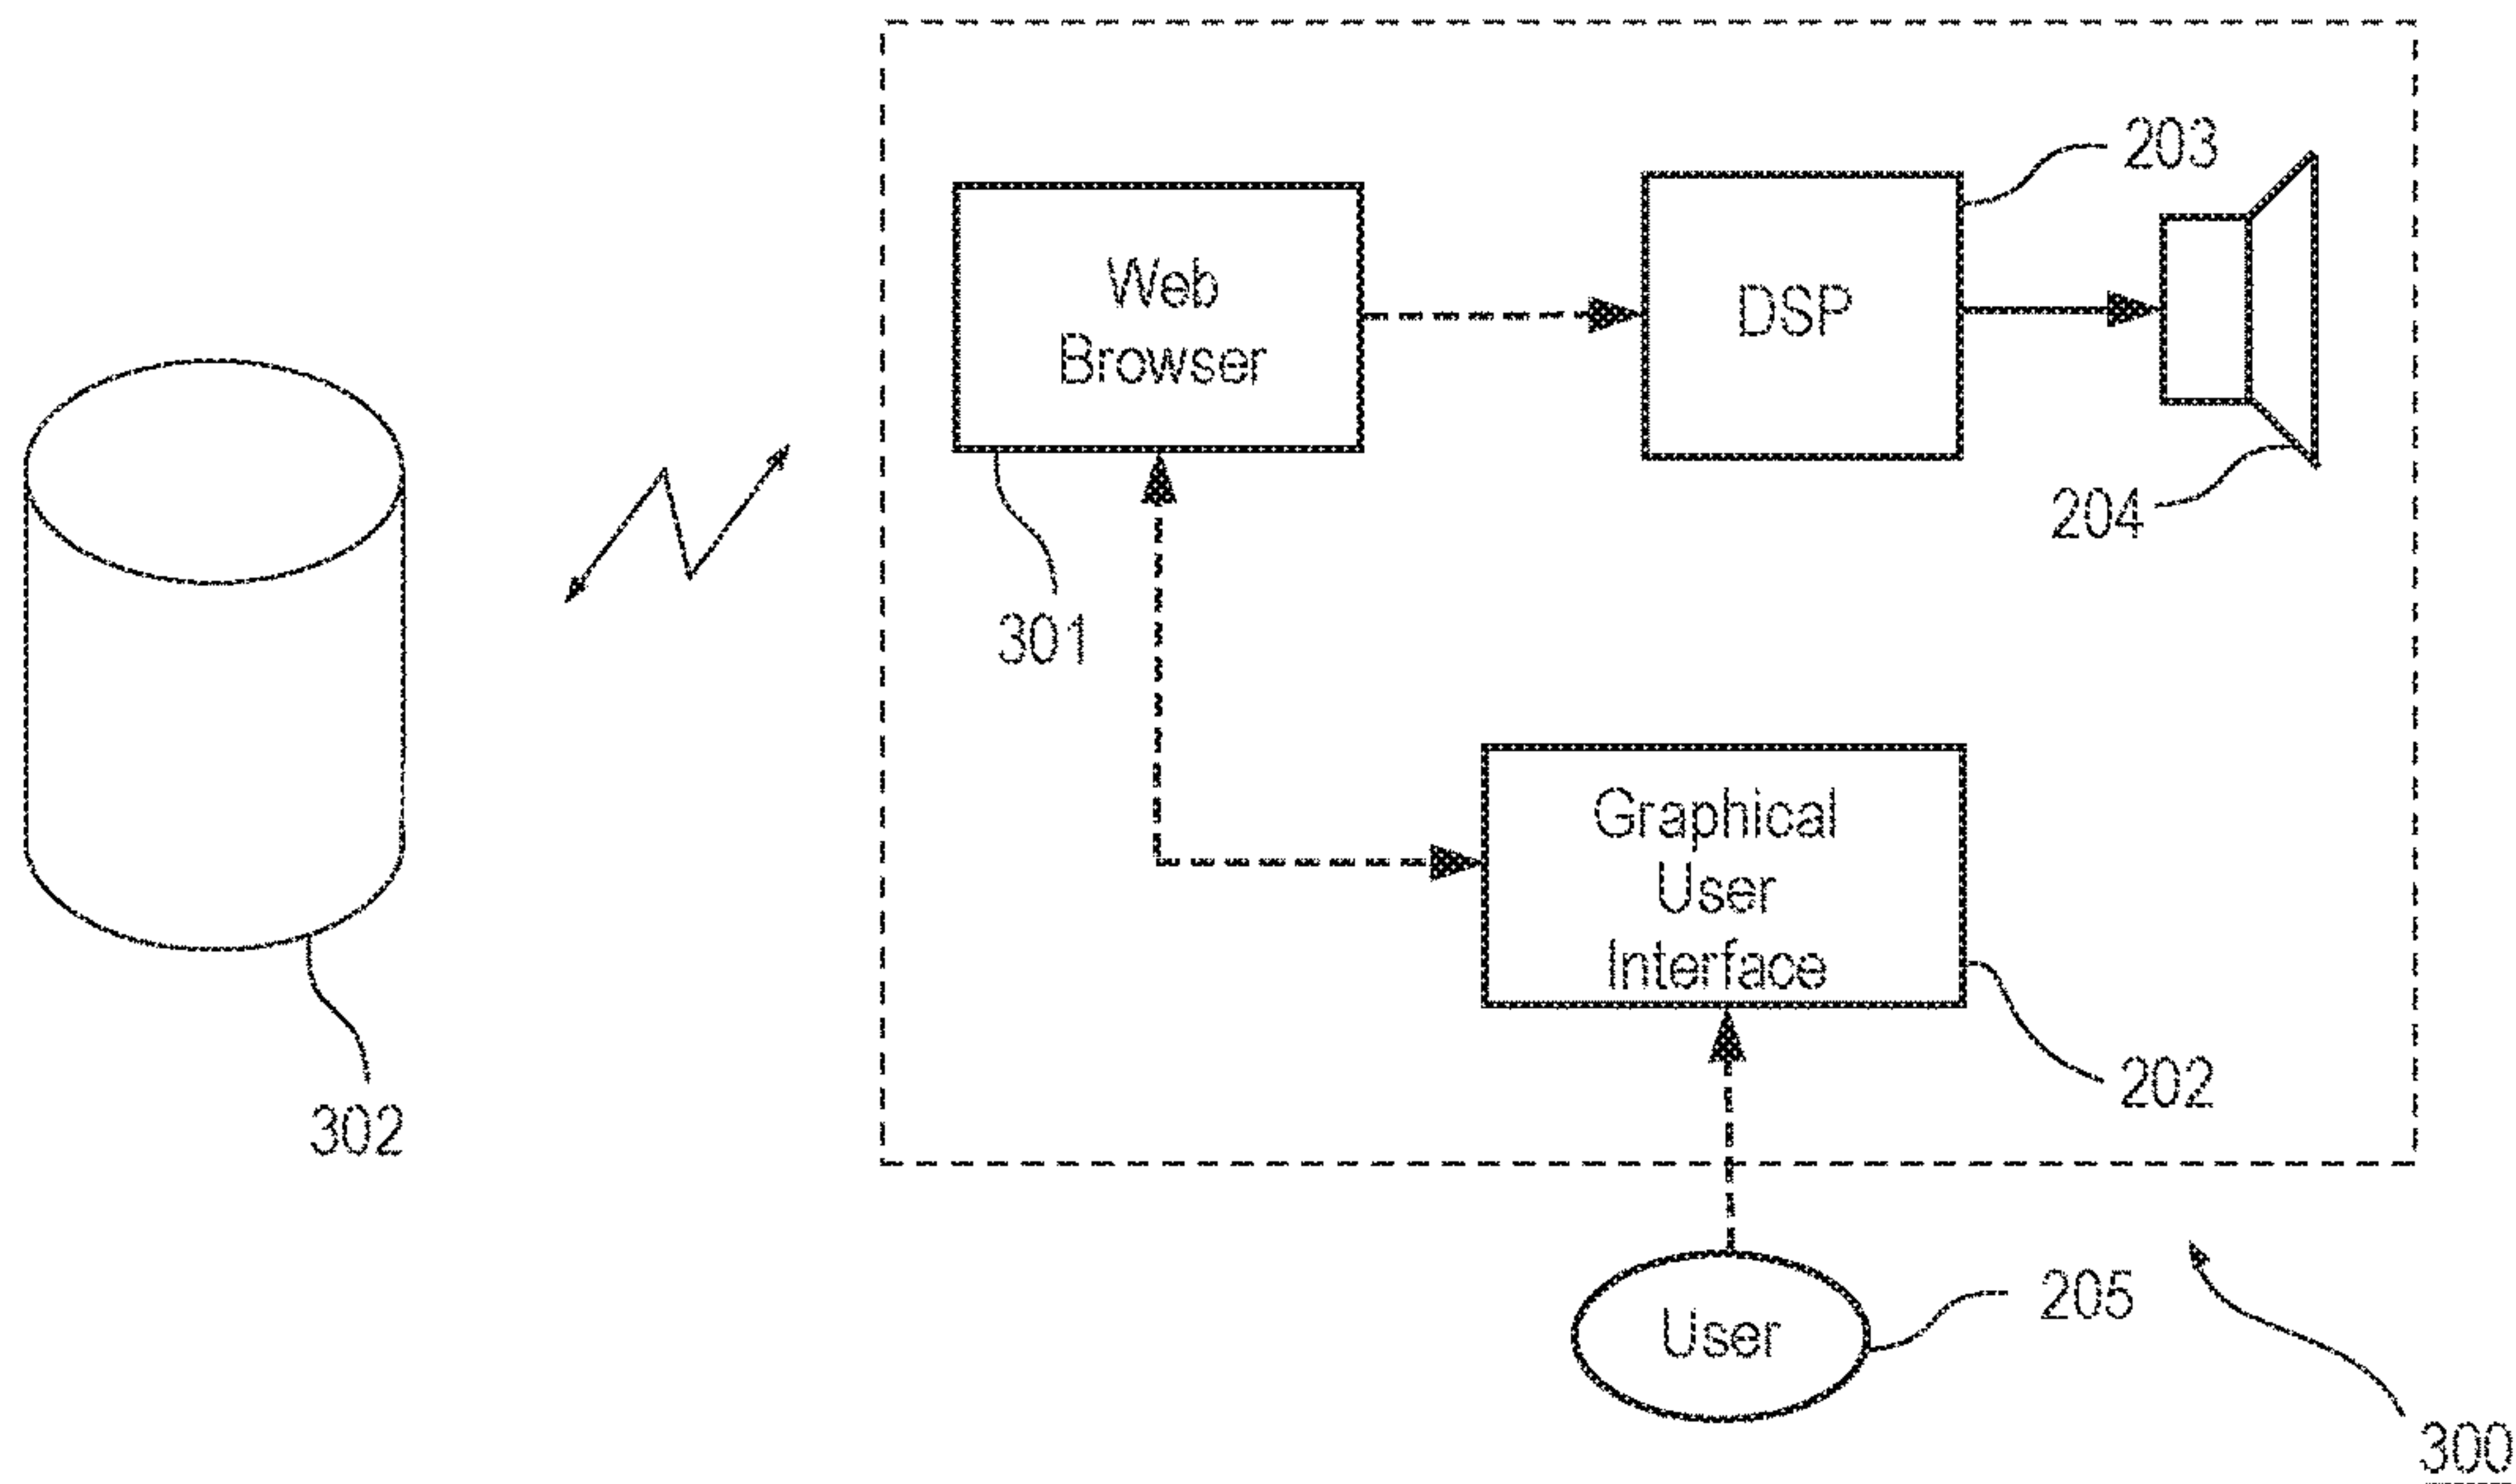 203
Web
Browser
DSP
204
301
Graphical
User
Interface
202
302
User
205
300